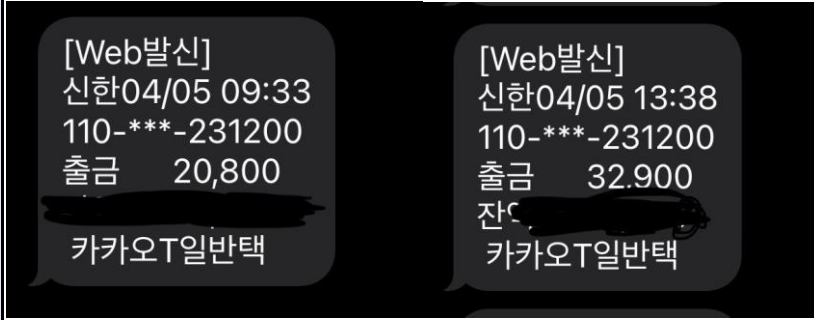 [Web발신]
신한04/05 09:33
110-***-231200
출금 20,800
카카오T일반택
[Web발신]
신한04/05 13:38
110-***-231200
출금 32,900
카카오T일반택